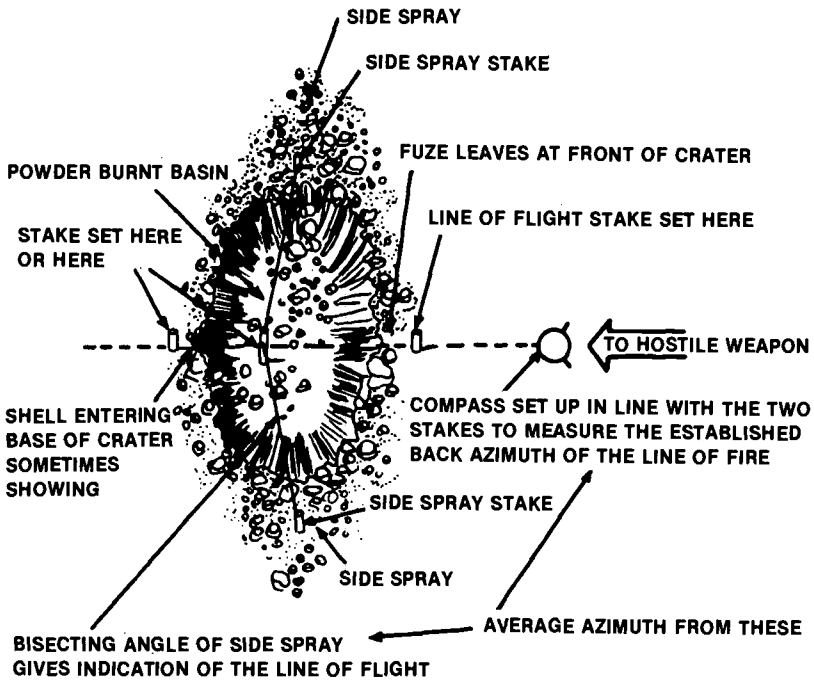 SIDE SPRAY
SIDE SPRAY STAKE
FUZE LEAVES AT FRONT OF CRATER
POWDER BURNT BASIN
LINE OF FLIGHT STAKE SET HERE
STAKE SET HERE
OR HERE
TO HOSTILE WEAPON
SHELL ENTERING
BASE OF CRATER
SOMETIMES
SHOWING
COMPASS SET UP IN LINE WITH THE TWO
STAKES TO MEASURE THE ESTABLISHED
BACK AZIMUTH OF THE LINE OF FIRE
SIDE SPRAY STAKE
SIDE SPRAY
AVERAGE AZIMUTH FROM THESE
BISECTING ANGLE OF SIDE SPRAY
GIVES INDICATION OF THE LINE OF FLIGHT